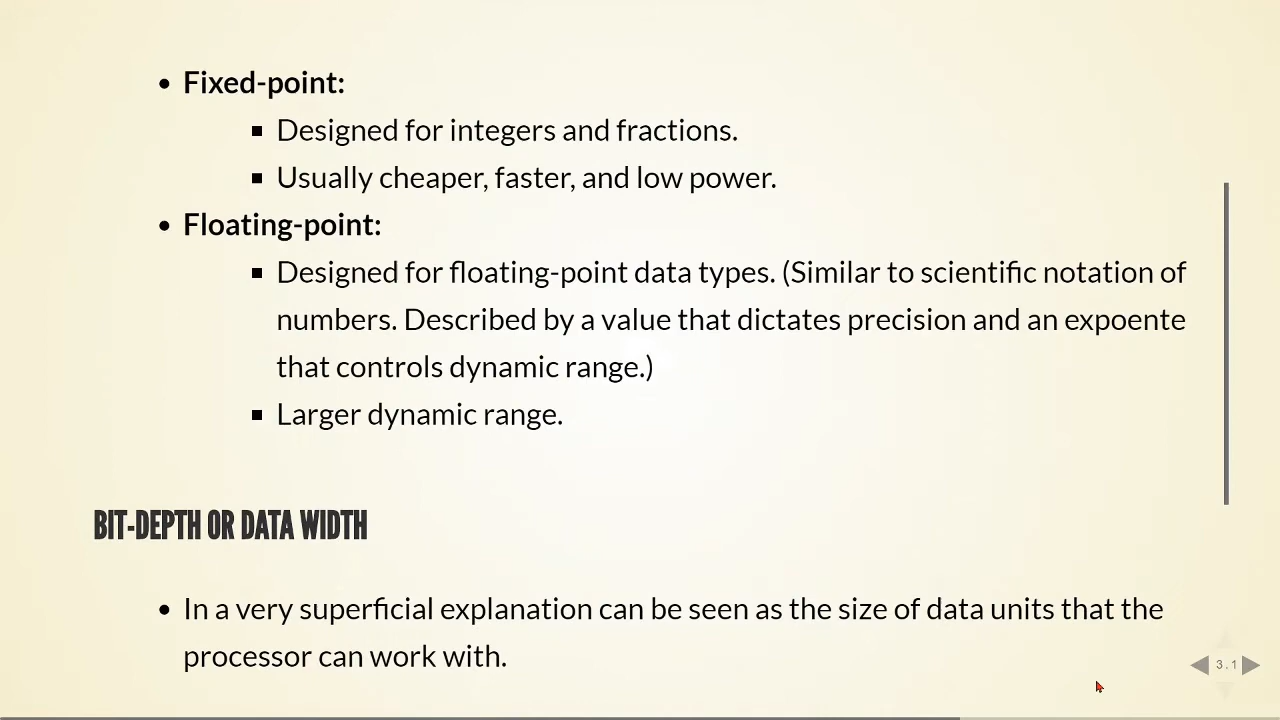 Fixed-point:
Designed for integers and fractions.
Usually cheaper, faster, and low power.
Floating-point:
Designed for floating-point data types. (Similar to scientific notation of
numbers. Described by a value that dictates precision and an expoente
that controls dynamic range.)
Larger dynamic range.
BIT-DEPTH OR DATA WIDTH
In a very superficial explanation can be seen as the size of data units that the
processor can work with.
3.1